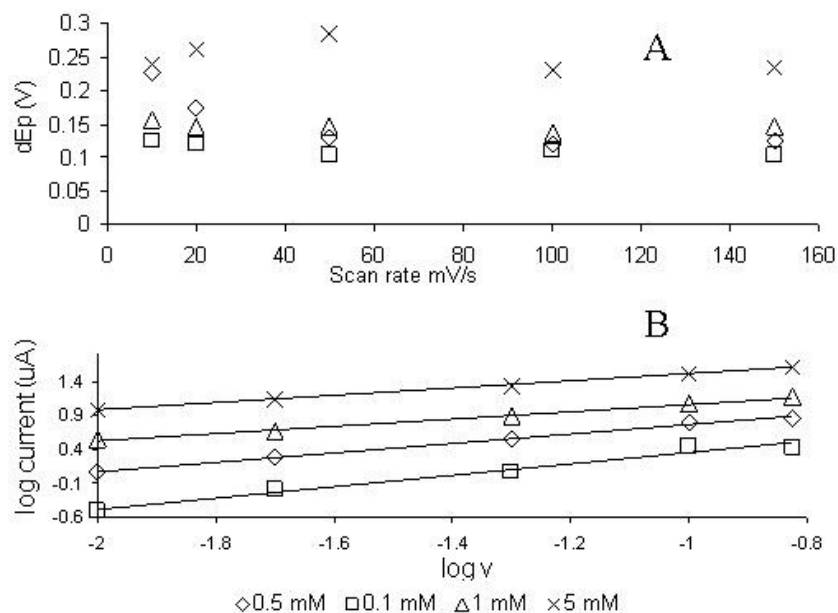 A
dEp (V)
0.3
0.25
0.2
0.15
0.1
0.05
0
0 20 40 60 80 100 120 140 160
Scan rate mV/s
B
log current (uA)
1.4
0.9
0.4
-0.1
-0.6
-2 -1.8 -1.6 -1.4 -1.2 -1 -0.8
log v
0.5 mM 0.1 mM 1 mM 5 mM